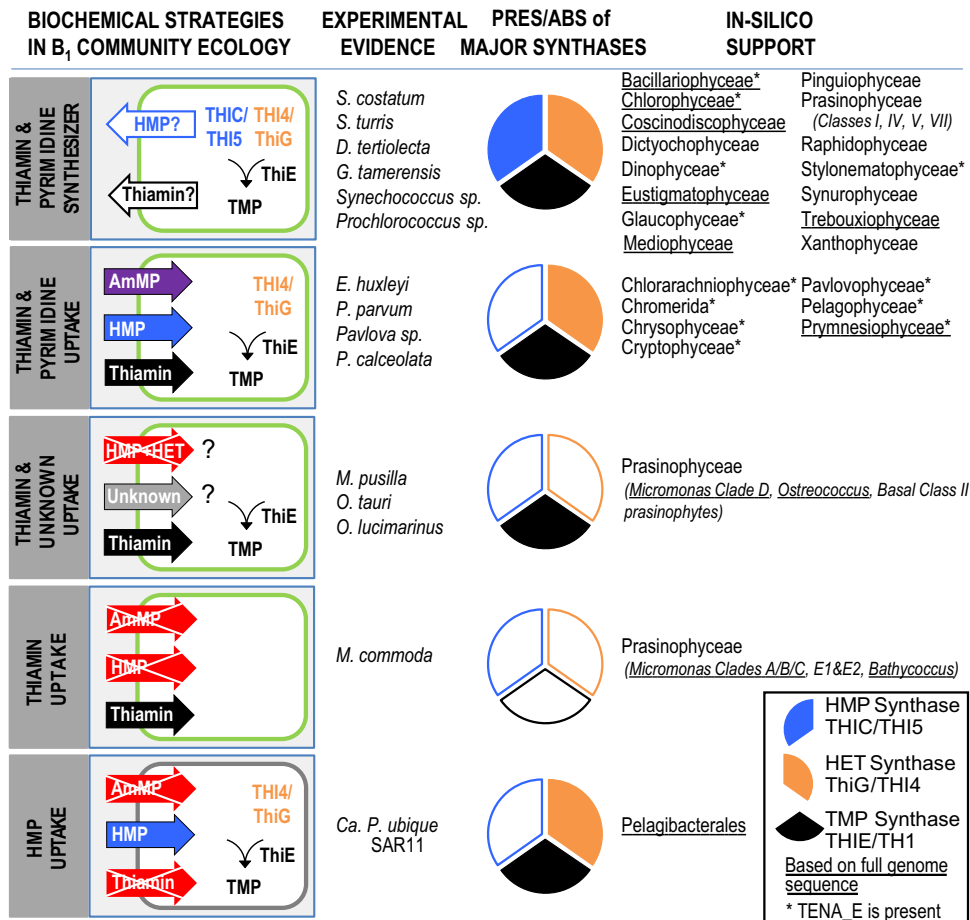 BIOCHEMICAL STRATEGIES
IN B1 COMMUNITY ECOLOGY
EXPERIMENTAL
EVIDENCE
PRES/ABS of
MAJOR SYNTHASES
IN-SILICO
SUPPORT
THIAMIN &
PYRIM IDINE
SYNTHESIZER
HMP?
THIC/
THI5
THI4/
ThiG
ThiE
Thiamin?
TMP
S. costatum
S. turris
D. tertiolecta
G. tamerensis
Synechococcus sp.
Prochlorococcus sp.
Bacillariophyceae*
Chlorophyceae*
Coscinodiscophyceae
Dictyochophyceae
Dinophyceae*
Eustigmatophyceae
Glaucophyceae*
Mediophyceae
Pinguiophyceae
Prasinophyceae
(Classes I, IV, V, VII)
Raphidophyceae
Stylonematophyceae*
Synurophyceae
Trebouxiophyceae
Xanthophyceae
THIAMIN &
PYRIM IDINE
UPTAKE
AmMP
HMP
Thiamin
THI4/
ThiG
ThiE
TMP
E. huxleyi
P. parvum
Pavlova sp.
P. calceolata
Chlorarachniophyceae*
Chromerida*
Chrysophyceae*
Cryptophyceae*
Pavlovophyceae*
Pelagophyceae*
Prymnesiophyceae*
THIAMIN &
UNKNOWN
UPTAKE
HMP+HET ?
Unknown ?
Thiamin
ThiE
TMP
M. pusilla
O. tauri
O. lucimarinus
Prasinophyceae
(Micromonas Clade D, Ostreococcus, Basal Class II
prasinophytes)
THIAMIN
UPTAKE
AmMP
HMP
Thiamin
M. commoda
Prasinophyceae
(Micromonas Clades A/B/C, E1&E2, Bathycoccus)
HMP
UPTAKE
AmMP
HMP
Thiamin
THI4/
ThiG
ThiE
TMP
Ca. P. ubique
SAR11
Pelagibacterales
HMP Synthase
THIC/THI5
HET Synthase
ThiG/THI4
TMP Synthase
THIE/TH1
Based on full genome
sequence
* TENA_E is present